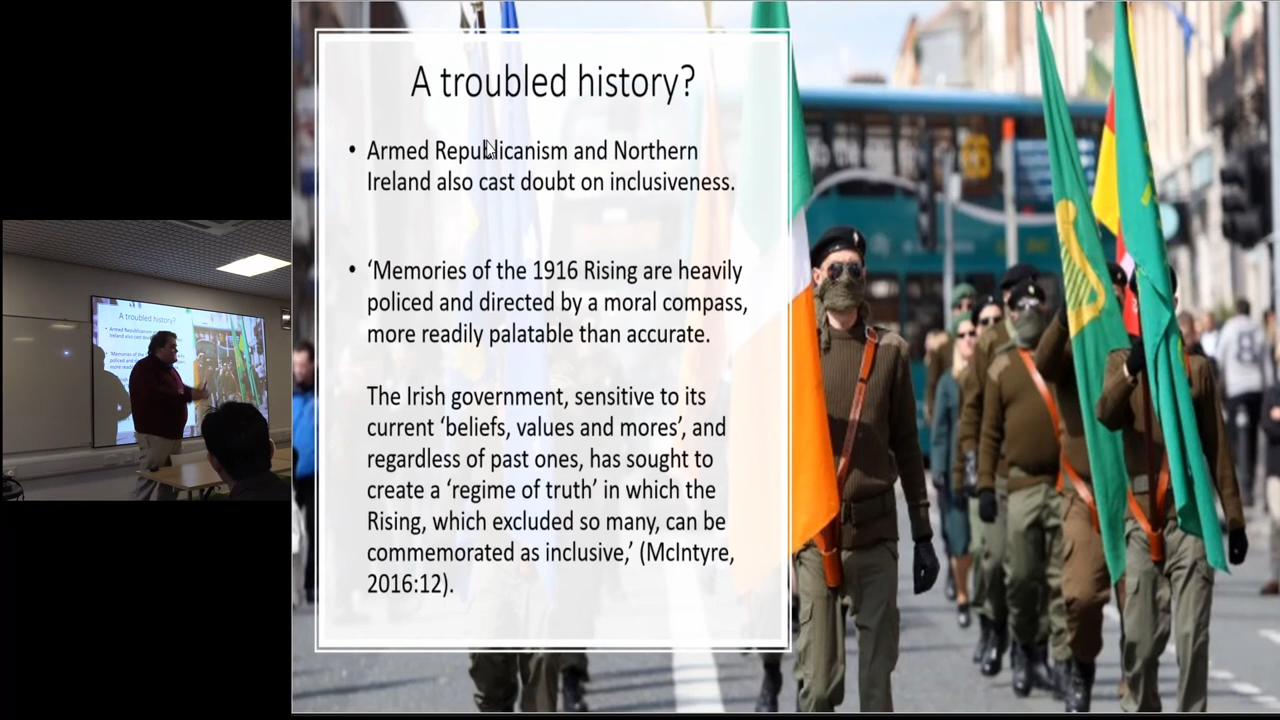 A troubled history?
• Armed Republicanism and Northern
Ireland also cast doubt on inclusiveness.
• ‘Memories of the 1916 Rising are heavily
policed and directed by a moral compass,
more readily palatable than accurate.
The Irish government, sensitive to its
current ‘beliefs, values and mores’, and
regardless of past ones, has sought to
create a ‘regime of truth’ in which the
Rising, which excluded so many, can be
commemorated as inclusive,’ (McIntyre,
2016:12).
A troubled history?